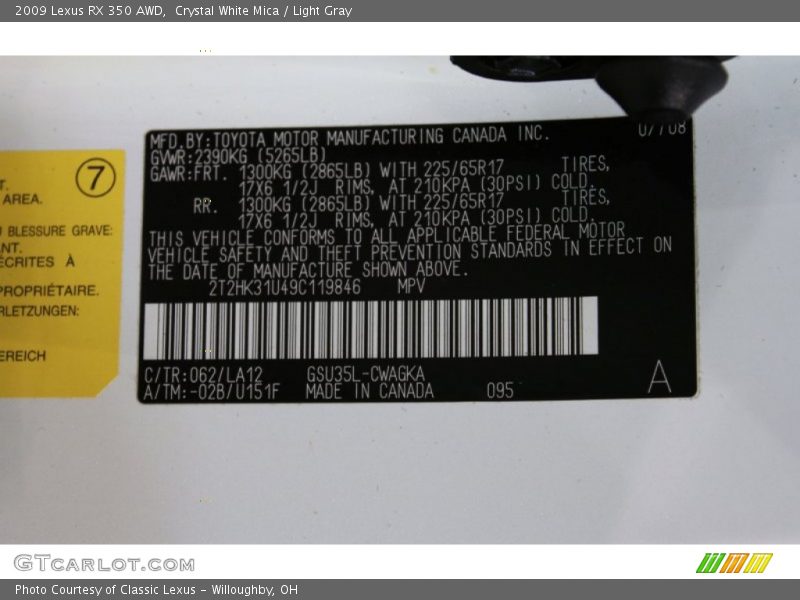 2009 Lexus RX 350 AWD,  Crystal White Mica / Light Gray
7
T.
AREA.
U BLESSURE GRAVE:
ANT.
ÉCRITES À
PROPRIÉTAIRE.
RLETZUNGEN:
EREICH
07/08
MFD. BY: TOYOTA MOTOR MANUFACTURING CANADA INC.
GVWR: 2390KG (5265LB)
GAWR: FRT. 1300KG (2865LB) WITH 225/65R17 TIRES,
17X6 1/2J RIMS, AT 210KPA (30PSI) COLD.
RR. 1300KG (2865LB) WITH 225/65R17 TIRES,
17X6 1/2J RIMS, AT 210KPA (30PSI) COLD.
THIS VEHICLE CONFORMS TO ALL APPLICABLE FEDERAL MOTOR
VEHICLE SAFETY AND THEFT PREVENTION STANDARDS IN EFFECT ON
THE DATE OF MANUFACTURE SHOWN ABOVE.
2T2HK31U49C119846 MPV
C/TR: 062/LA12 GSU35L-CWAGKA
A/TM: -02B/U151F MADE IN CANADA 095 A
GTCARLOT.COM
Photo Courtesy of Classic Lexus - Willoughby, OH